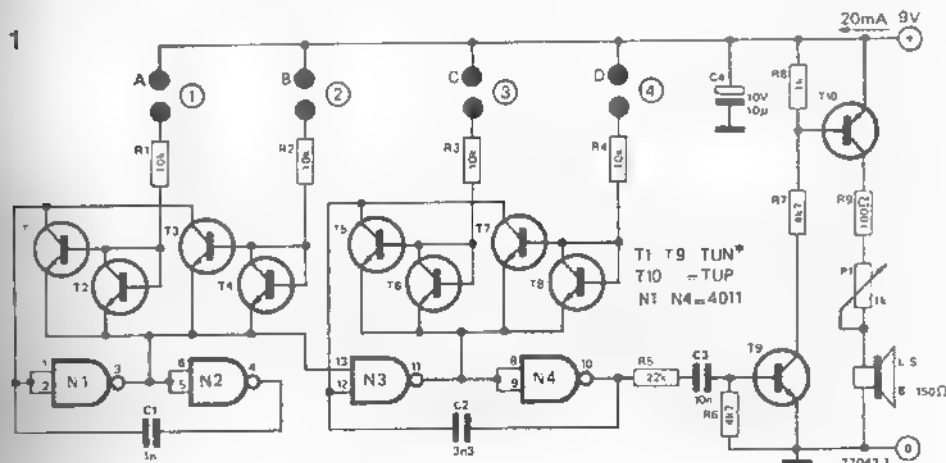 1
20mA 9V
+
A
1
B
2
C
3
D
4
C4
10V
10µ
R8
1k
T10
R1
10k
R2
10k
R3
10k
R4
10k
R7
4k7
R9
100Ω
T
T2
T3
T4
T5
T6
T7
T8
T1 T9 TUN*
T10 = TUP
N1 N4 = 4011
P1
1k
1
2
N1
3
6
5
N2
4
13
12
N3
11
8
9
N4
10
R5
22k
C3
10n
T9
R6
4k7
LS
8 150Ω
C1
C2
3n3
0